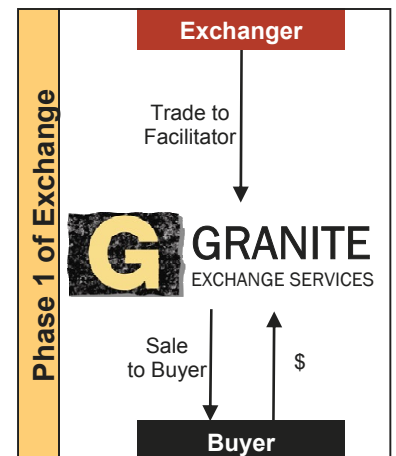 Phase 1 of Exchange
Exchanger
Trade to
Facilitator
G
GRANITE
EXCHANGE SERVICES
Sale
to Buyer
$
Buyer